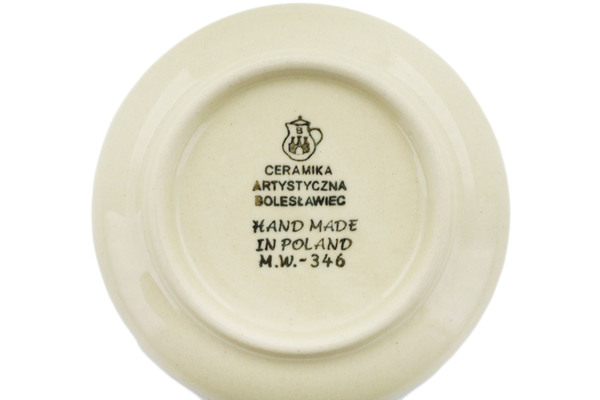 B
CERAMIKA
ARTYSTYCZNA
BOLESŁAWIEC
HAND MADE
IN POLAND
M.W.-346